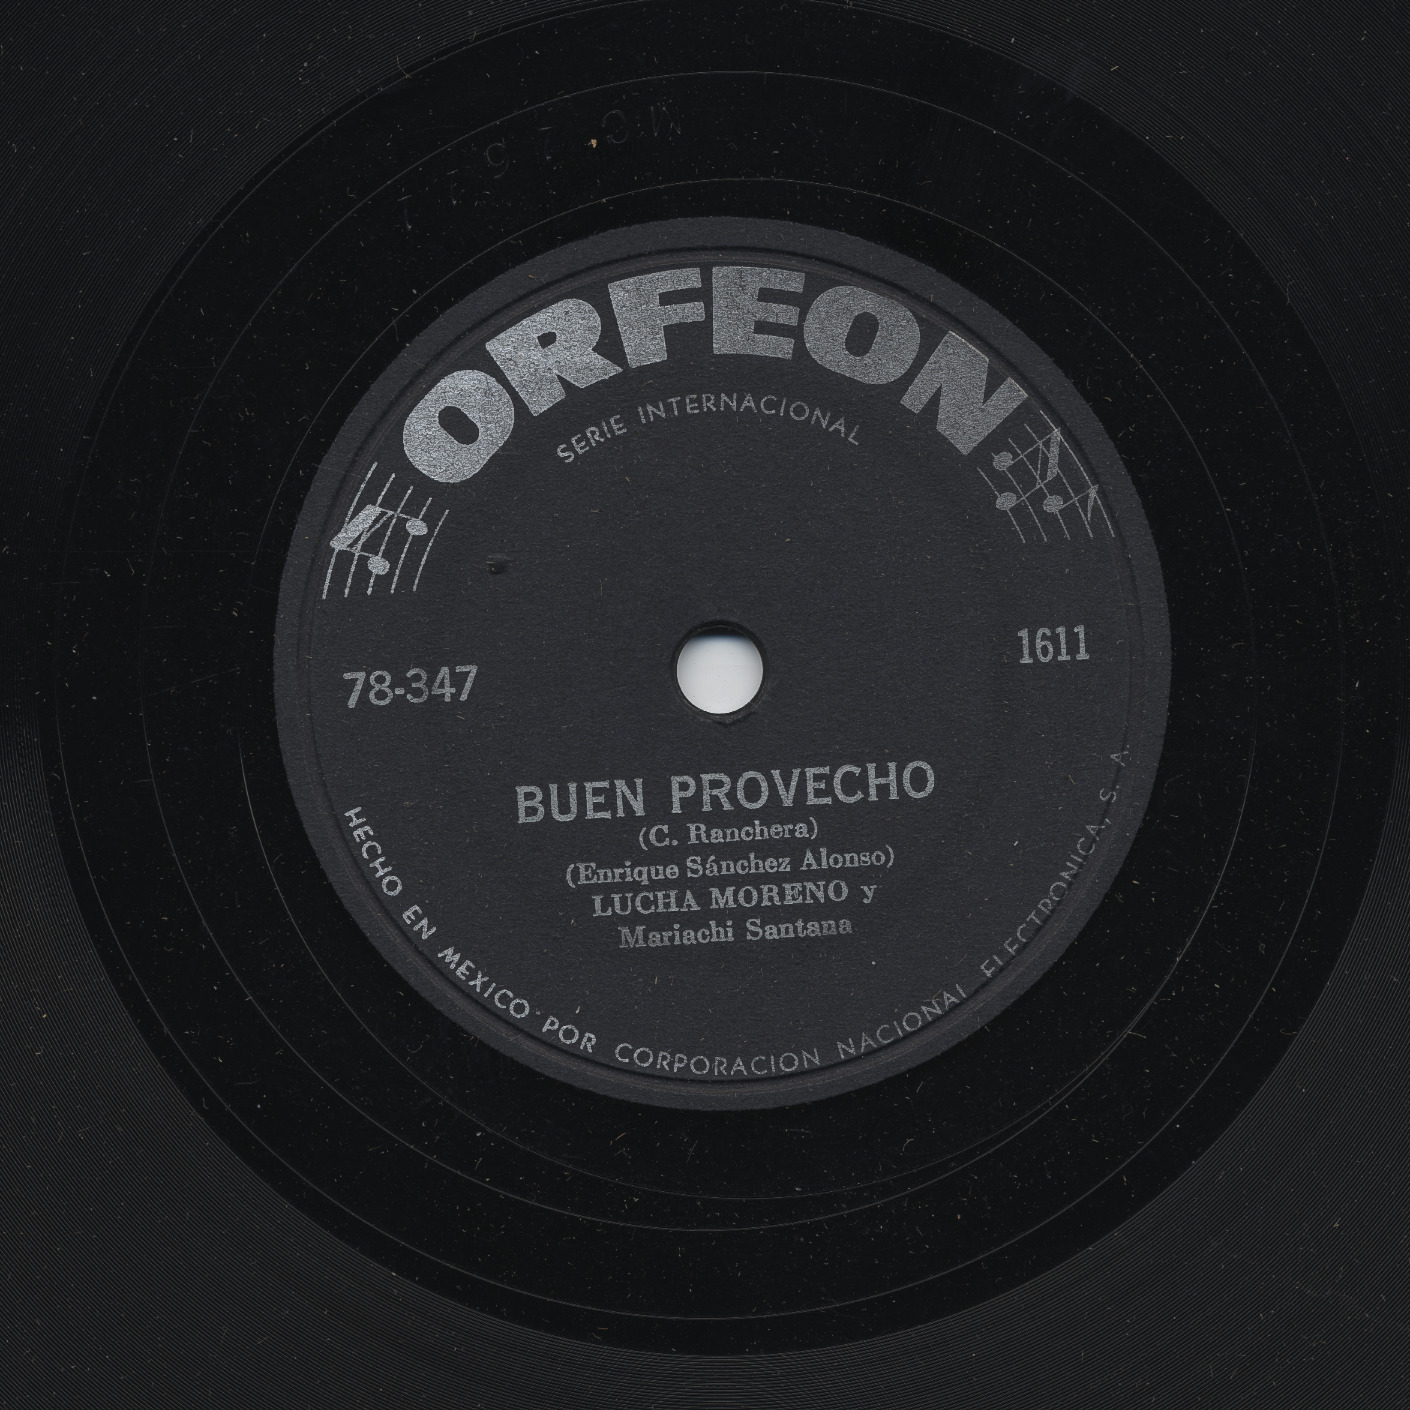 ORFEON
SERIE INTERNACIONAL
78-347
1611
BUEN PROVECHO
(C. Ranchera)
(Enrique Sánchez Alonso)
LUCHA MORENO y
Mariachi Santana
HECHO EN MEXICO POR CORPORACION NACIONAL ELECTRONICA, S. A.